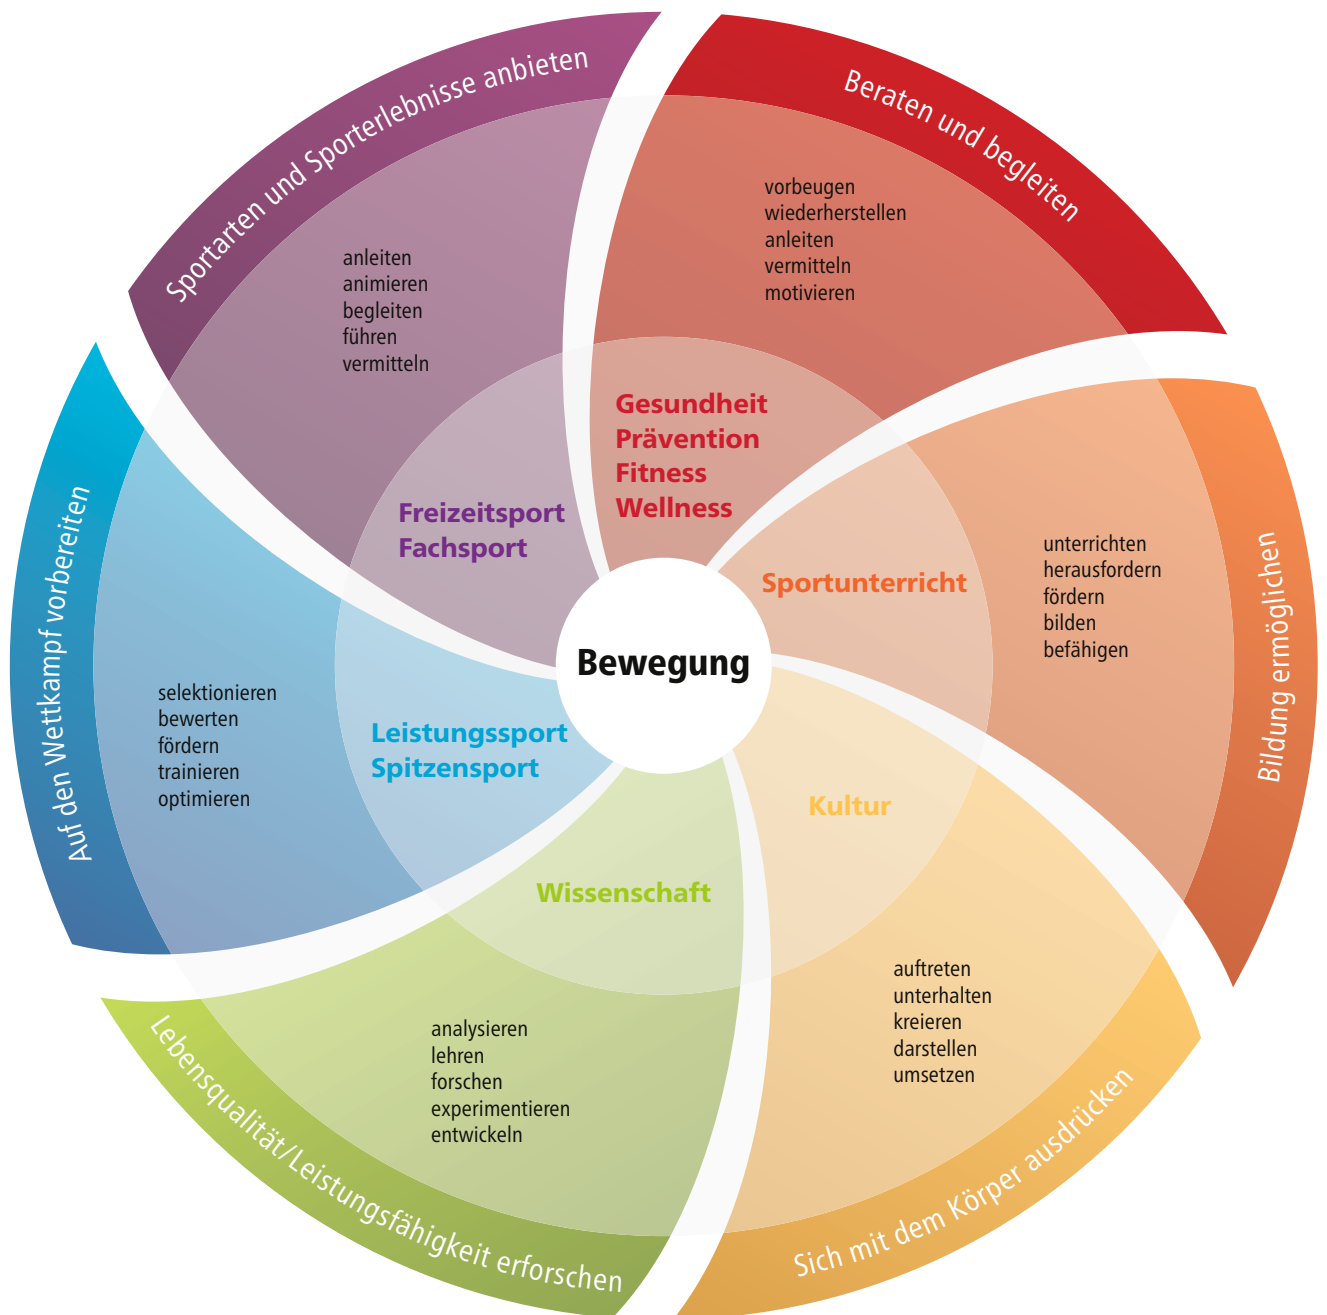 Sportarten und Sporterlebnisse anbieten
anleiten
animieren
begleiten
führen
vermitteln
Freizeitsport
Fachsport
Beraten und begleiten
vorbeugen
wiederherstellen
anleiten
vermitteln
motivieren
Gesundheit
Prävention
Fitness
Wellness
Bildung ermöglichen
unterrichten
herausfordern
fördern
bilden
befähigen
Sportunterricht
Bewegung
Sich mit dem Körper ausdrücken
auftreten
unterhalten
kreieren
darstellen
umsetzen
Kultur
Lebensqualität/Leistungsfähigkeit erforschen
analysieren
lehren
forschen
experimentieren
entwickeln
Wissenschaft
Auf den Wettkampf vorbereiten
selektionieren
bewerten
fördern
trainieren
optimieren
Leistungssport
Spitzensport